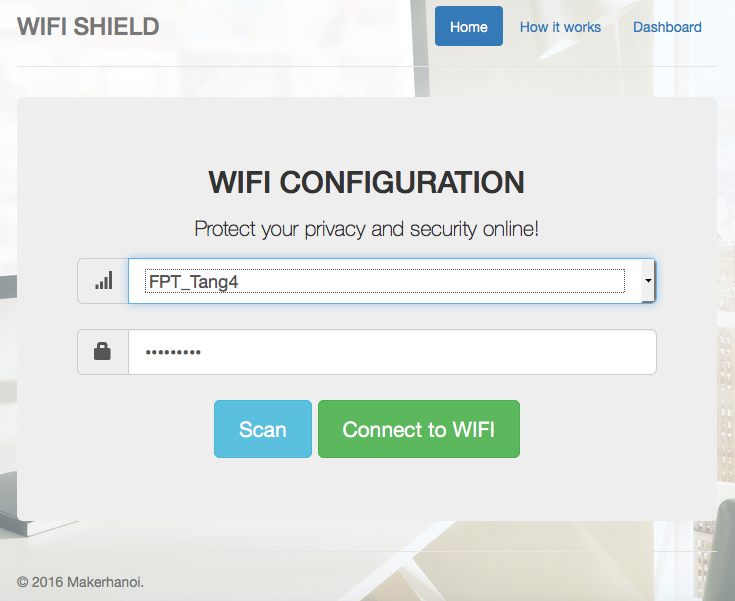 WIFI SHIELD
Home
How it works
Dashboard
WIFI CONFIGURATION
Protect your privacy and security online!
FPT_Tang4
•••••••••
Scan
Connect to WIFI
© 2016 Makerhanoi.